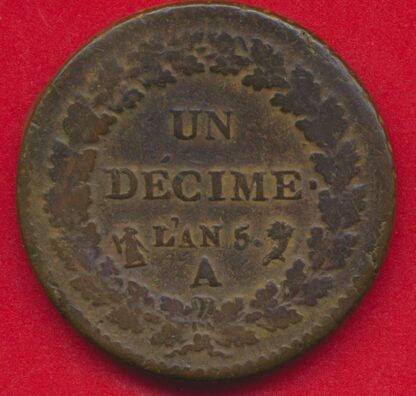 UN
DÉCIME.
L'AN 5.
A